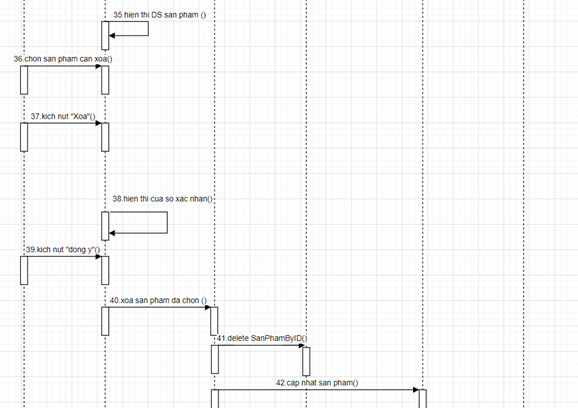 35.hien thi DS san pham ()
36.chon san pham can xoa()
37.kich nut "Xoa"()
38.hien thi cua so xac nhan()
39.kich nut "dong y"()
40.xoa san pham da chon ()
41.delete SanPhamByID()
42.cap nhat san pham()